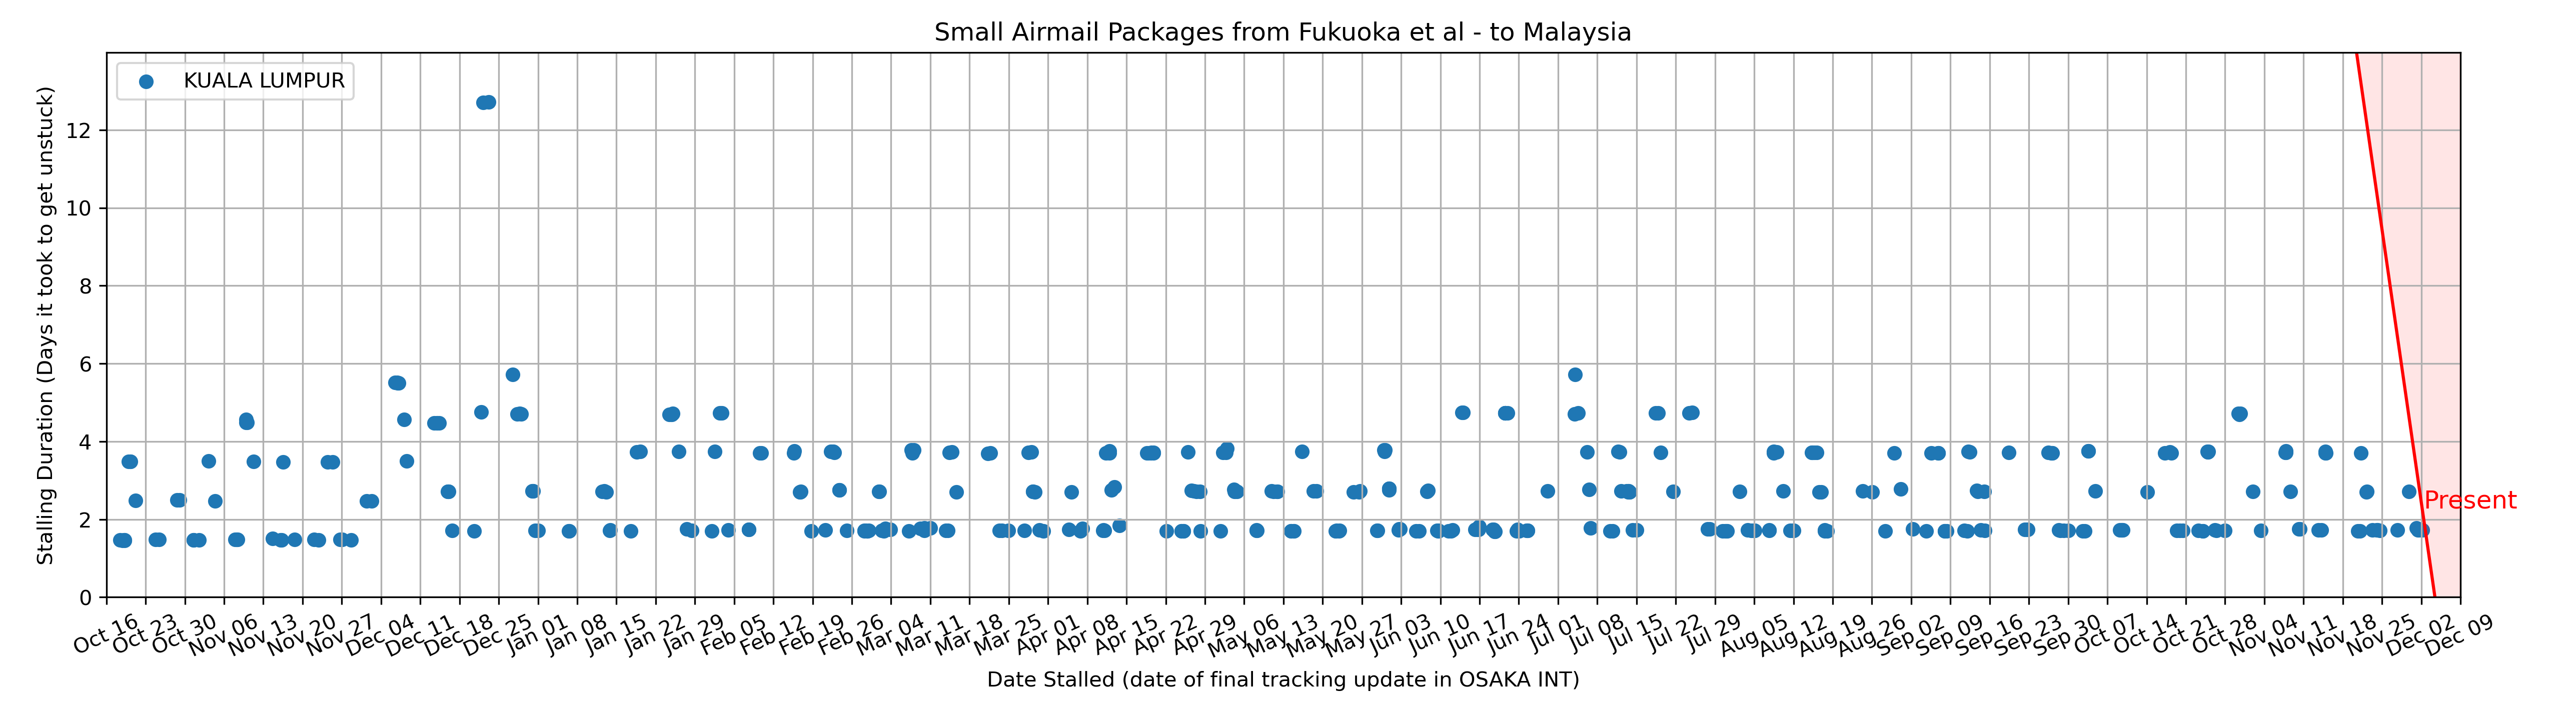 Small Airmail Packages from Fukuoka et al - to Malaysia
KUALA LUMPUR
Stalling Duration (Days it took to get unstuck)
12
10
8
6
4
2
0
Present
Oct 16 Oct 23 Oct 30 Nov 06 Nov 13 Nov 20 Nov 27 Dec 04 Dec 11 Dec 18 Dec 25 Jan 01 Jan 08 Jan 15 Jan 22 Jan 29 Feb 05 Feb 12 Feb 19 Feb 26 Mar 04 Mar 11 Mar 18 Mar 25 Apr 01 Apr 08 Apr 15 Apr 22 Apr 29 May 06 May 13 May 20 May 27 Jun 03 Jun 10 Jun 17 Jun 24 Jul 01 Jul 08 Jul 15 Jul 22 Jul 29 Aug 05 Aug 12 Aug 19 Aug 26 Sep 02 Sep 09 Sep 16 Sep 23 Sep 30 Oct 07 Oct 14 Oct 21 Oct 28 Nov 04 Nov 11 Nov 18 Nov 25 Dec 02 Dec 09
Date Stalled (date of final tracking update in OSAKA INT)